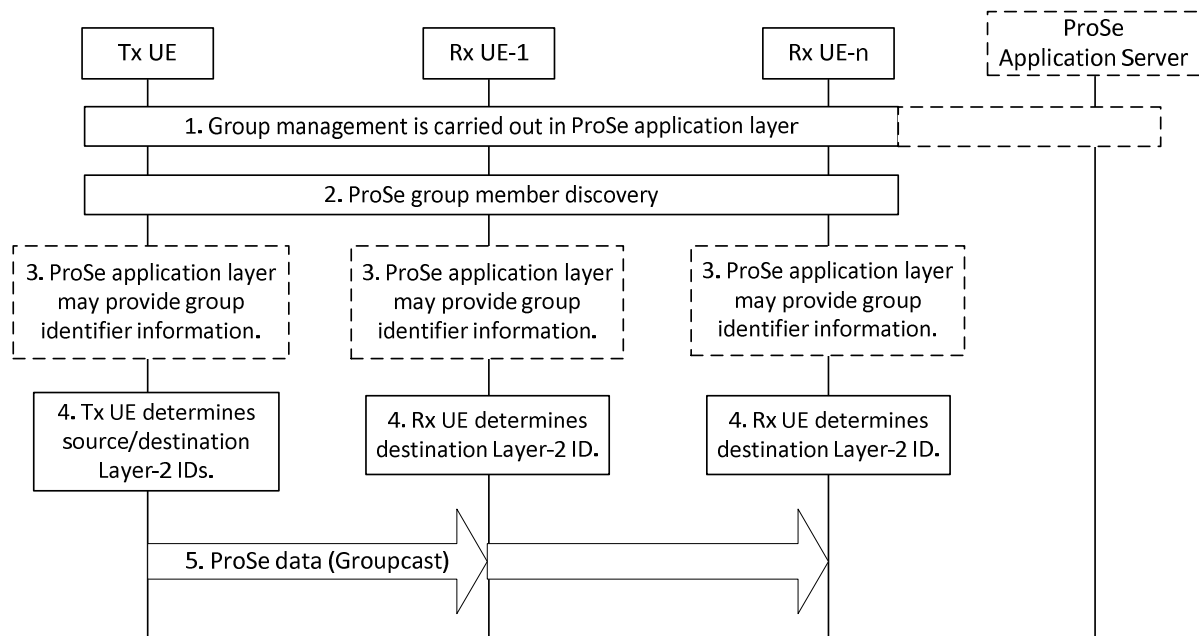 Tx UE
Rx UE-1
Rx UE-n
ProSe
Application Server
1. Group management is carried out in ProSe application layer
2. ProSe group member discovery
3. ProSe application layer
may provide group
identifier information.
3. ProSe application layer
may provide group
identifier information.
3. ProSe application layer
may provide group
identifier information.
4. Tx UE determines
source/destination
Layer-2 IDs.
4. Rx UE determines
destination Layer-2 ID.
4. Rx UE determines
destination Layer-2 ID.
5. ProSe data (Groupcast)